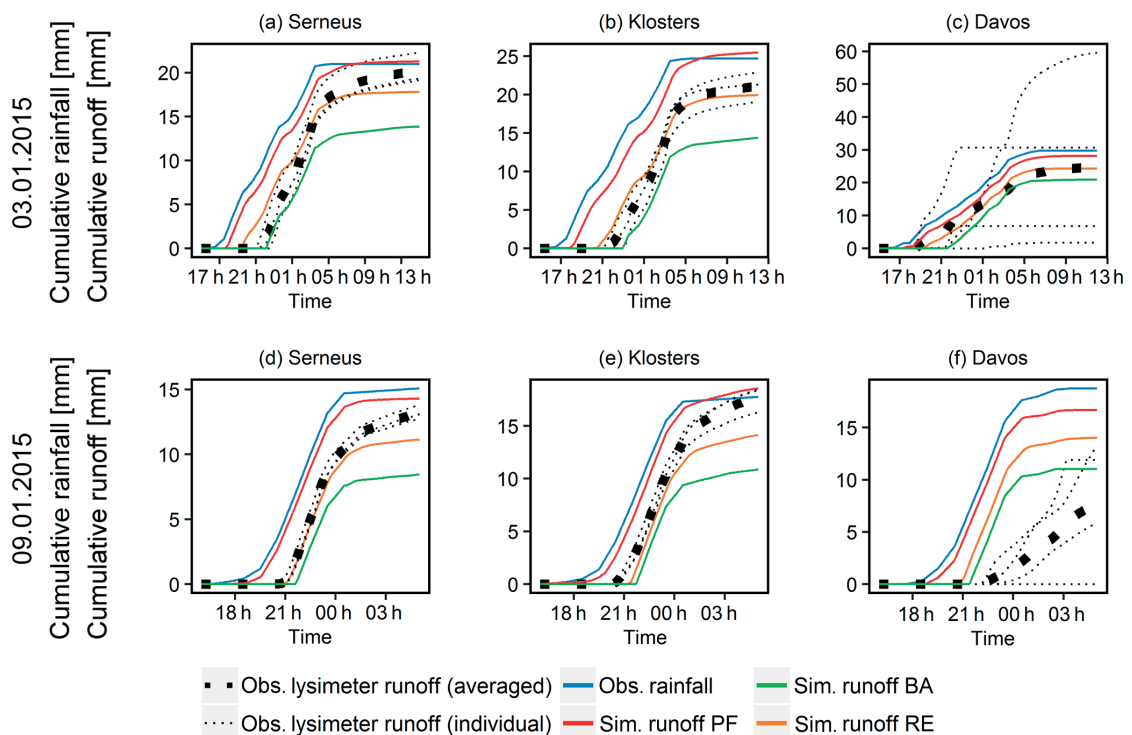 (a) Serneus
(b) Klosters
(c) Davos
03.01.2015
Cumulative rainfall [mm]
Cumulative runoff [mm]
20
15
10
5
0
17 h 21 h 01 h 05 h 09 h 13 h
Time
25
20
15
10
5
0
17 h 21 h 01 h 05 h 09 h 13 h
Time
60
50
40
30
20
10
0
17 h 21 h 01 h 05 h 09 h 13 h
Time
(d) Serneus
(e) Klosters
(f) Davos
09.01.2015
Cumulative rainfall [mm]
Cumulative runoff [mm]
15
10
5
0
18 h 21 h 00 h 03 h
Time
15
10
5
0
18 h 21 h 00 h 03 h
Time
15
10
5
0
18 h 21 h 00 h 03 h
Time
Obs. lysimeter runoff (averaged)
Obs. rainfall
Sim. runoff BA
Obs. lysimeter runoff (individual)
Sim. runoff PF
Sim. runoff RE